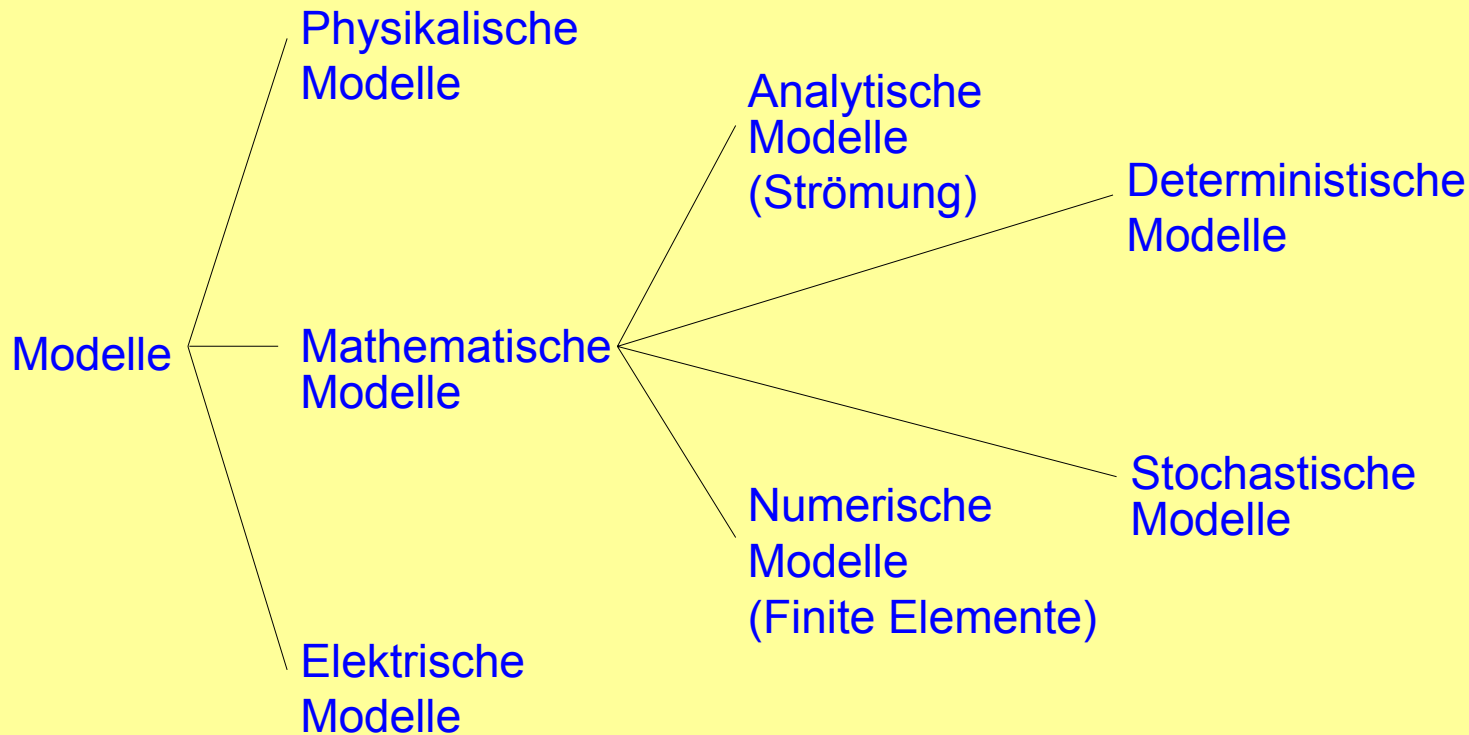 Physikalische
Modelle
Analytische
Modelle
(Strömung)
Deterministische
Modelle
Modelle
Mathematische
Modelle
Stochastische
Modelle
Numerische
Modelle
(Finite Elemente)
Elektrische
Modelle